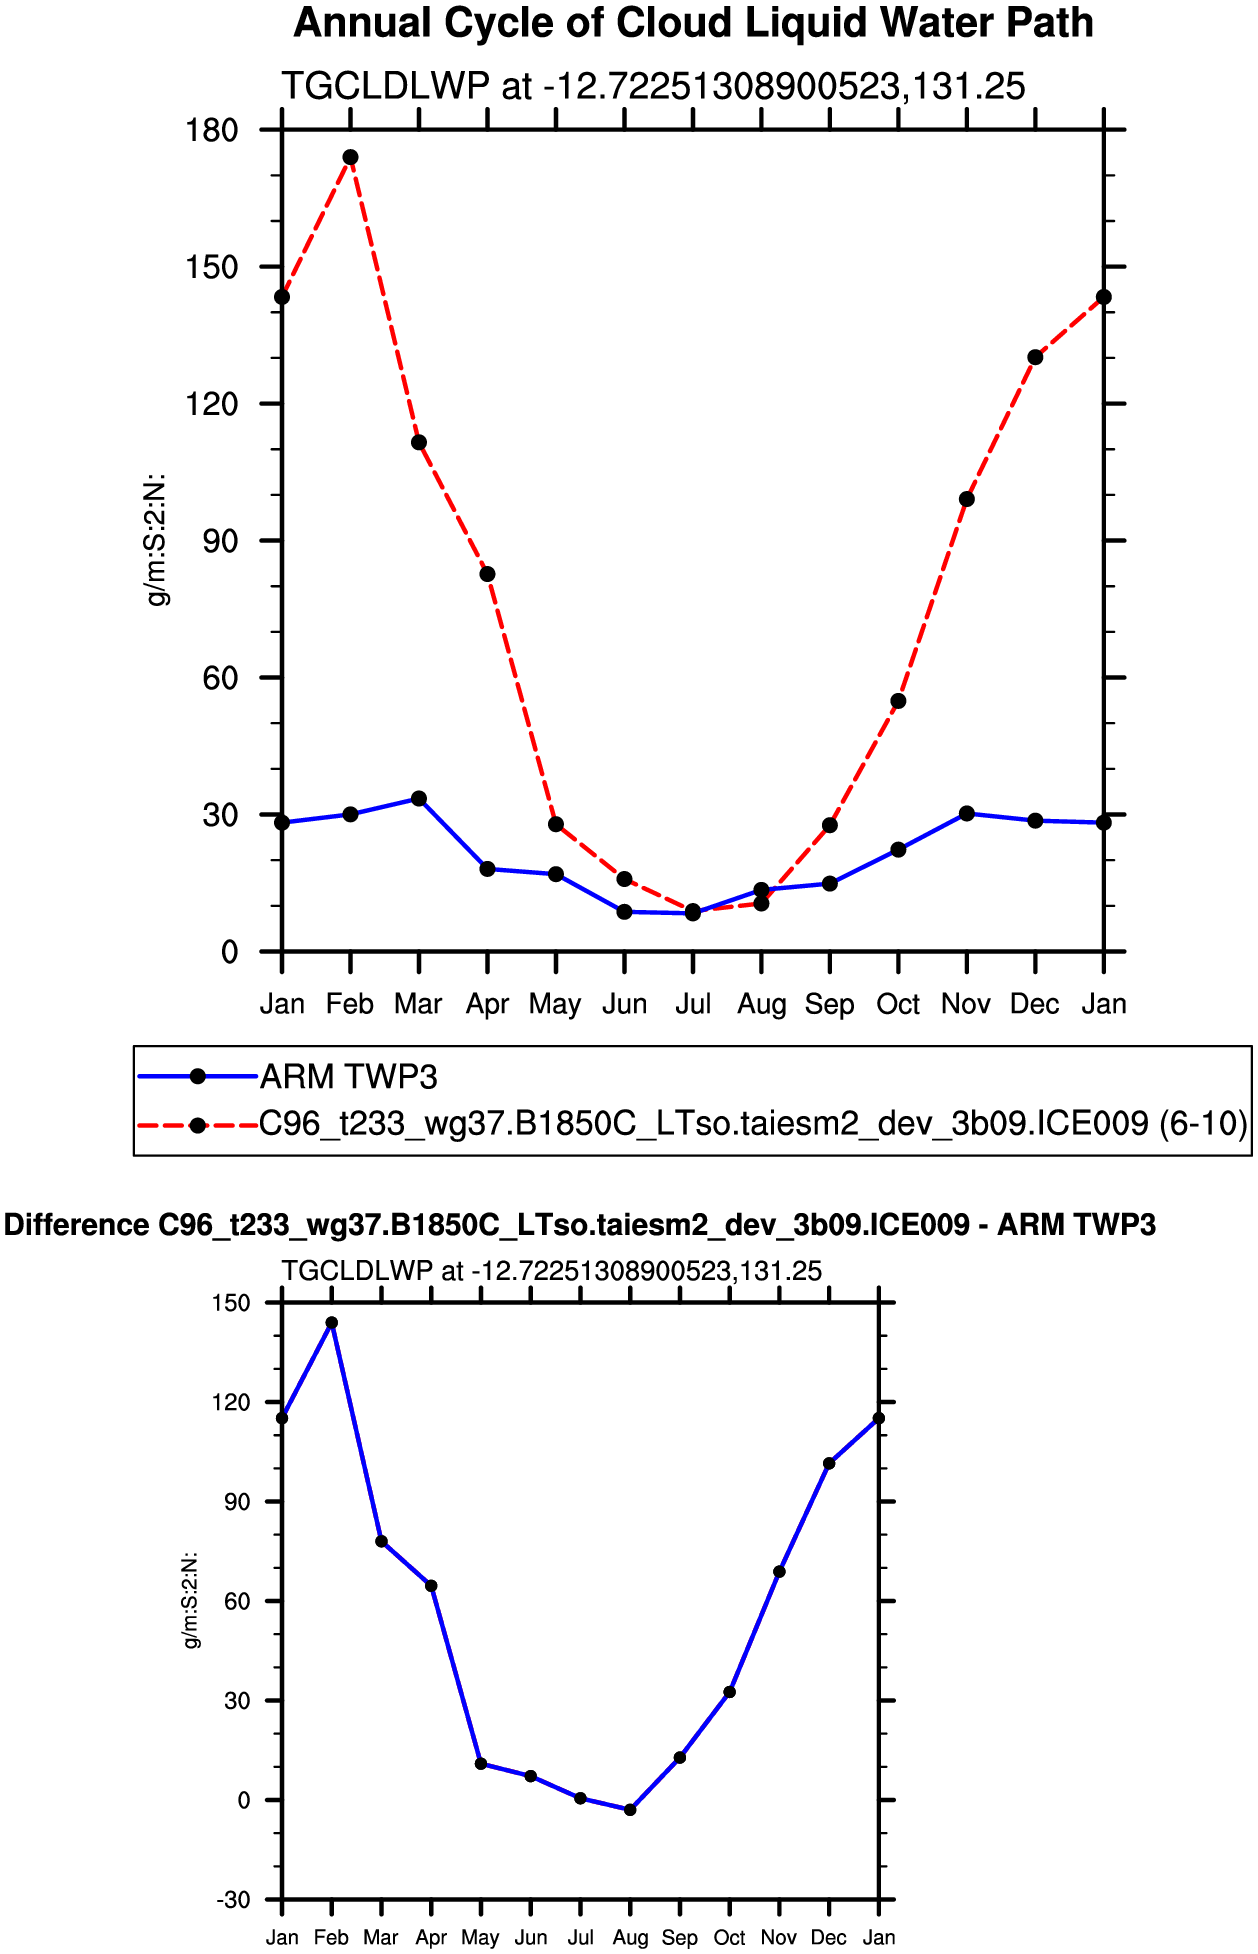 Annual Cycle of Cloud Liquid Water Path
TGCLDLWP at -12.72251308900523,131.25
180
150
120
90
60
30
0
g/m:S:2:N:
Jan Feb Mar Apr May Jun Jul Aug Sep Oct Nov Dec Jan
ARM TWP3
C96_t233_wg37.B1850C_LTso.taiesm2_dev_3b09.ICE009 (6-10)
Difference C96_t233_wg37.B1850C_LTso.taiesm2_dev_3b09.ICE009 - ARM TWP3
TGCLDLWP at -12.72251308900523,131.25
150
120
90
60
30
0
-30
g/m:S:2:N:
Jan Feb Mar Apr May Jun Jul Aug Sep Oct Nov Dec Jan